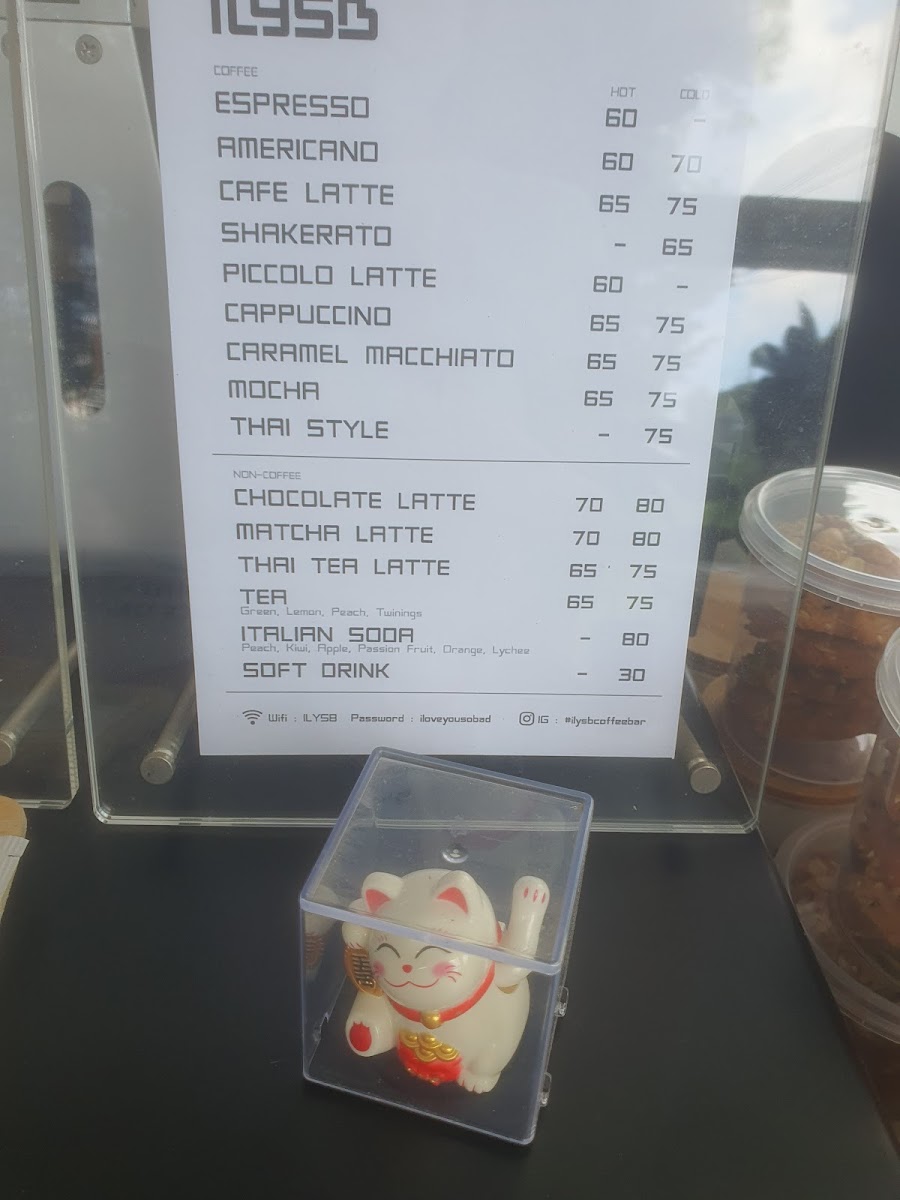 ILYSB
COFFEE
HOT COLD
ESPRESSO 60 -
AMERICANO 60 70
CAFE LATTE 65 75
SHAKERATO - 65
PICCOLO LATTE 60 -
CAPPUCCINO 65 75
CARAMEL MACCHIATO 65 75
MOCHA 65 75
THAI STYLE - 75
NON-COFFEE
CHOCOLATE LATTE 70 80
MATCHA LATTE 70 80
THAI TEA LATTE 65 75
TEA 65 75
Green, Lemon, Peach, Twinings
ITALIAN SODA - 80
Peach, Kiwi, Apple, Passion Fruit, Orange, Lychee
SOFT DRINK - 30
Wifi : ILYSB Password : iloveyousobad IG : #ilysbcoffeebar